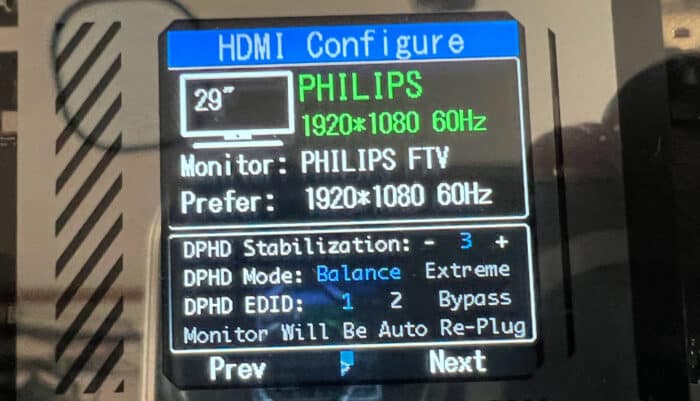 HDMI Configure
29"
PHILIPS
1920*1080 60Hz
Monitor: PHILIPS FTV
Prefer: 1920*1080 60Hz
DPHD Stabilization: - 3 +
DPHD Mode: Balance Extreme
DPHD EDID: 1 2 Bypass
Monitor Will Be Auto Re-Plug
Prev Next